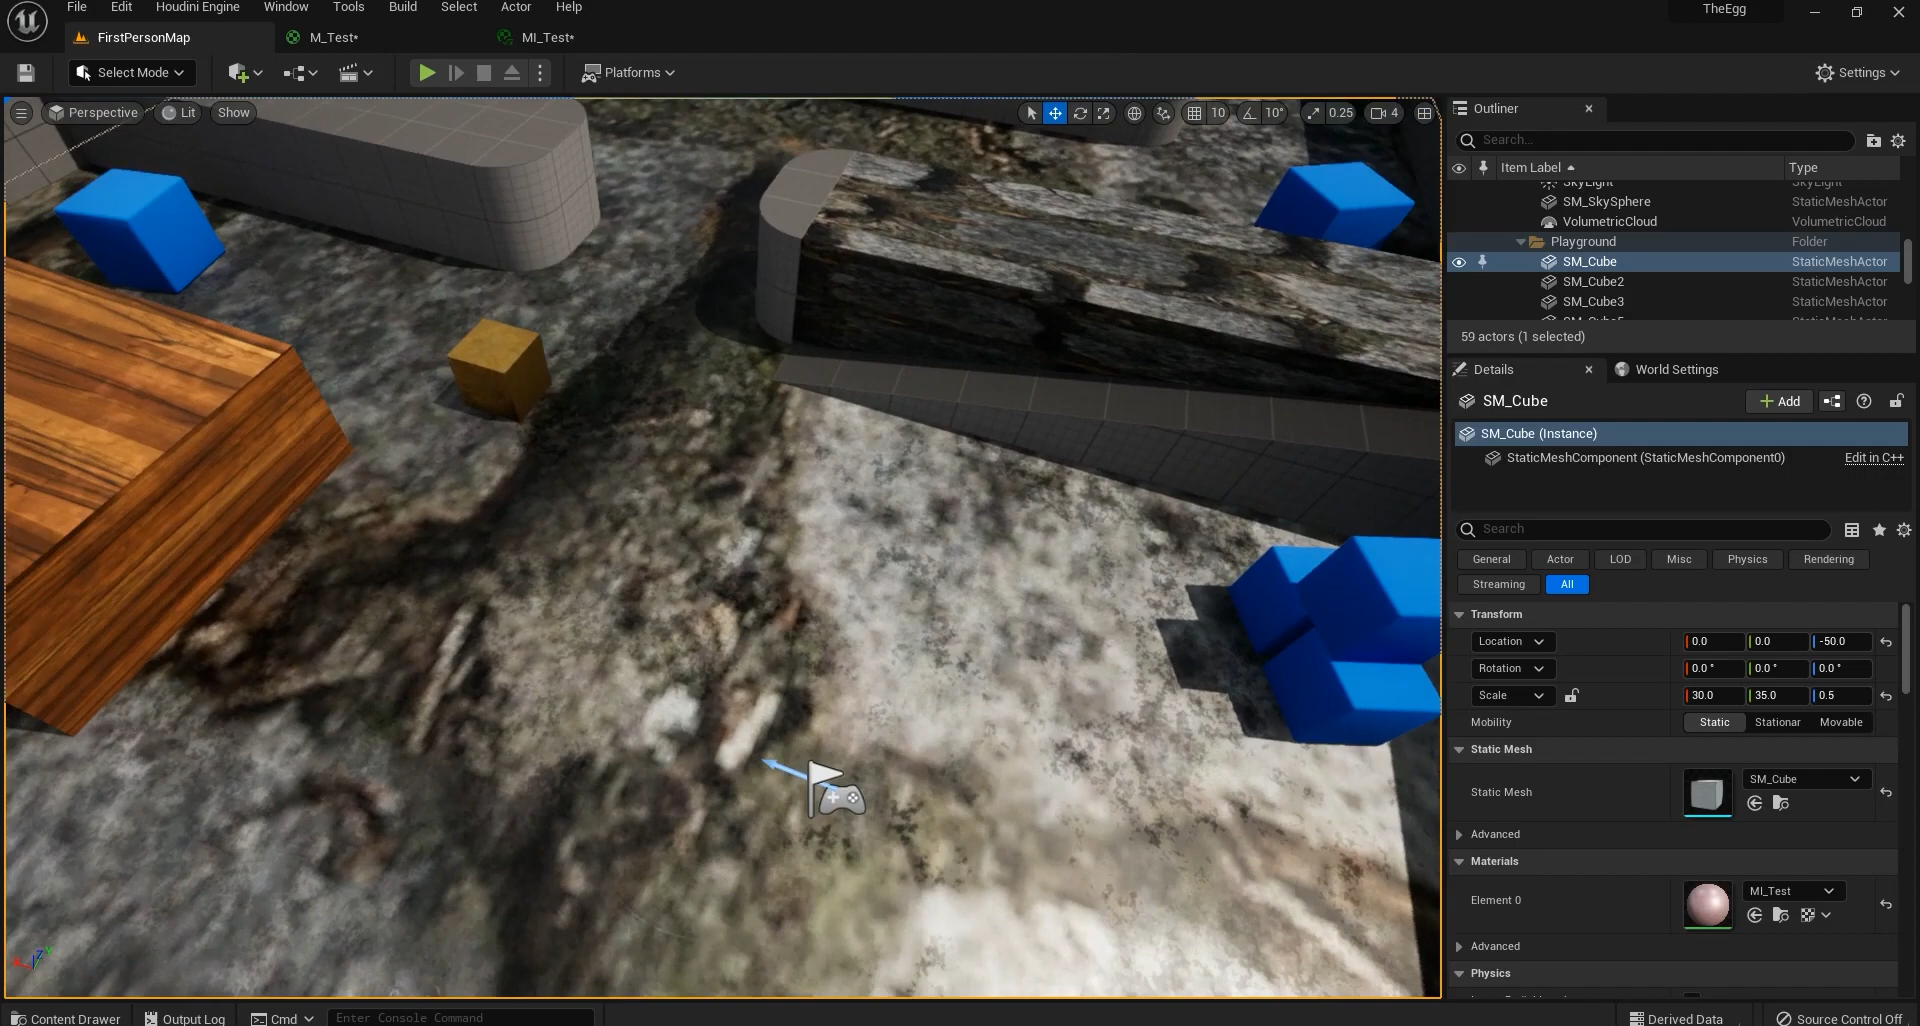 File Edit Houdini Engine Window Tools Build Select Actor Help TheEgg
FirstPersonMap M_Test* MI_Test*
Select Mode Platforms Settings
Perspective Lit Show 10 10° 0.25 4
Outliner
Search...
Item Label Type
SkyLight SkyLight
SM_SkySphere StaticMeshActor
VolumetricCloud VolumetricCloud
Playground Folder
SM_Cube StaticMeshActor
SM_Cube2 StaticMeshActor
SM_Cube3 StaticMeshActor
SM_Cube5 StaticMeshActor
59 actors (1 selected)
Details World Settings
SM_Cube + Add
SM_Cube (Instance)
StaticMeshComponent (StaticMeshComponent0) Edit in C++
Search
General Actor LOD Misc Physics Rendering
Streaming All
Transform
Location 0.0 0.0 -50.0
Rotation 0.0 ° 0.0 ° 0.0 °
Scale 30.0 35.0 0.5
Mobility Static Stationar Movable
Static Mesh
SM_Cube
Static Mesh
Advanced
Materials
MI_Test
Element 0
Advanced
Physics
Content Drawer Output Log Cmd Enter Console Command Derived Data Source Control Off